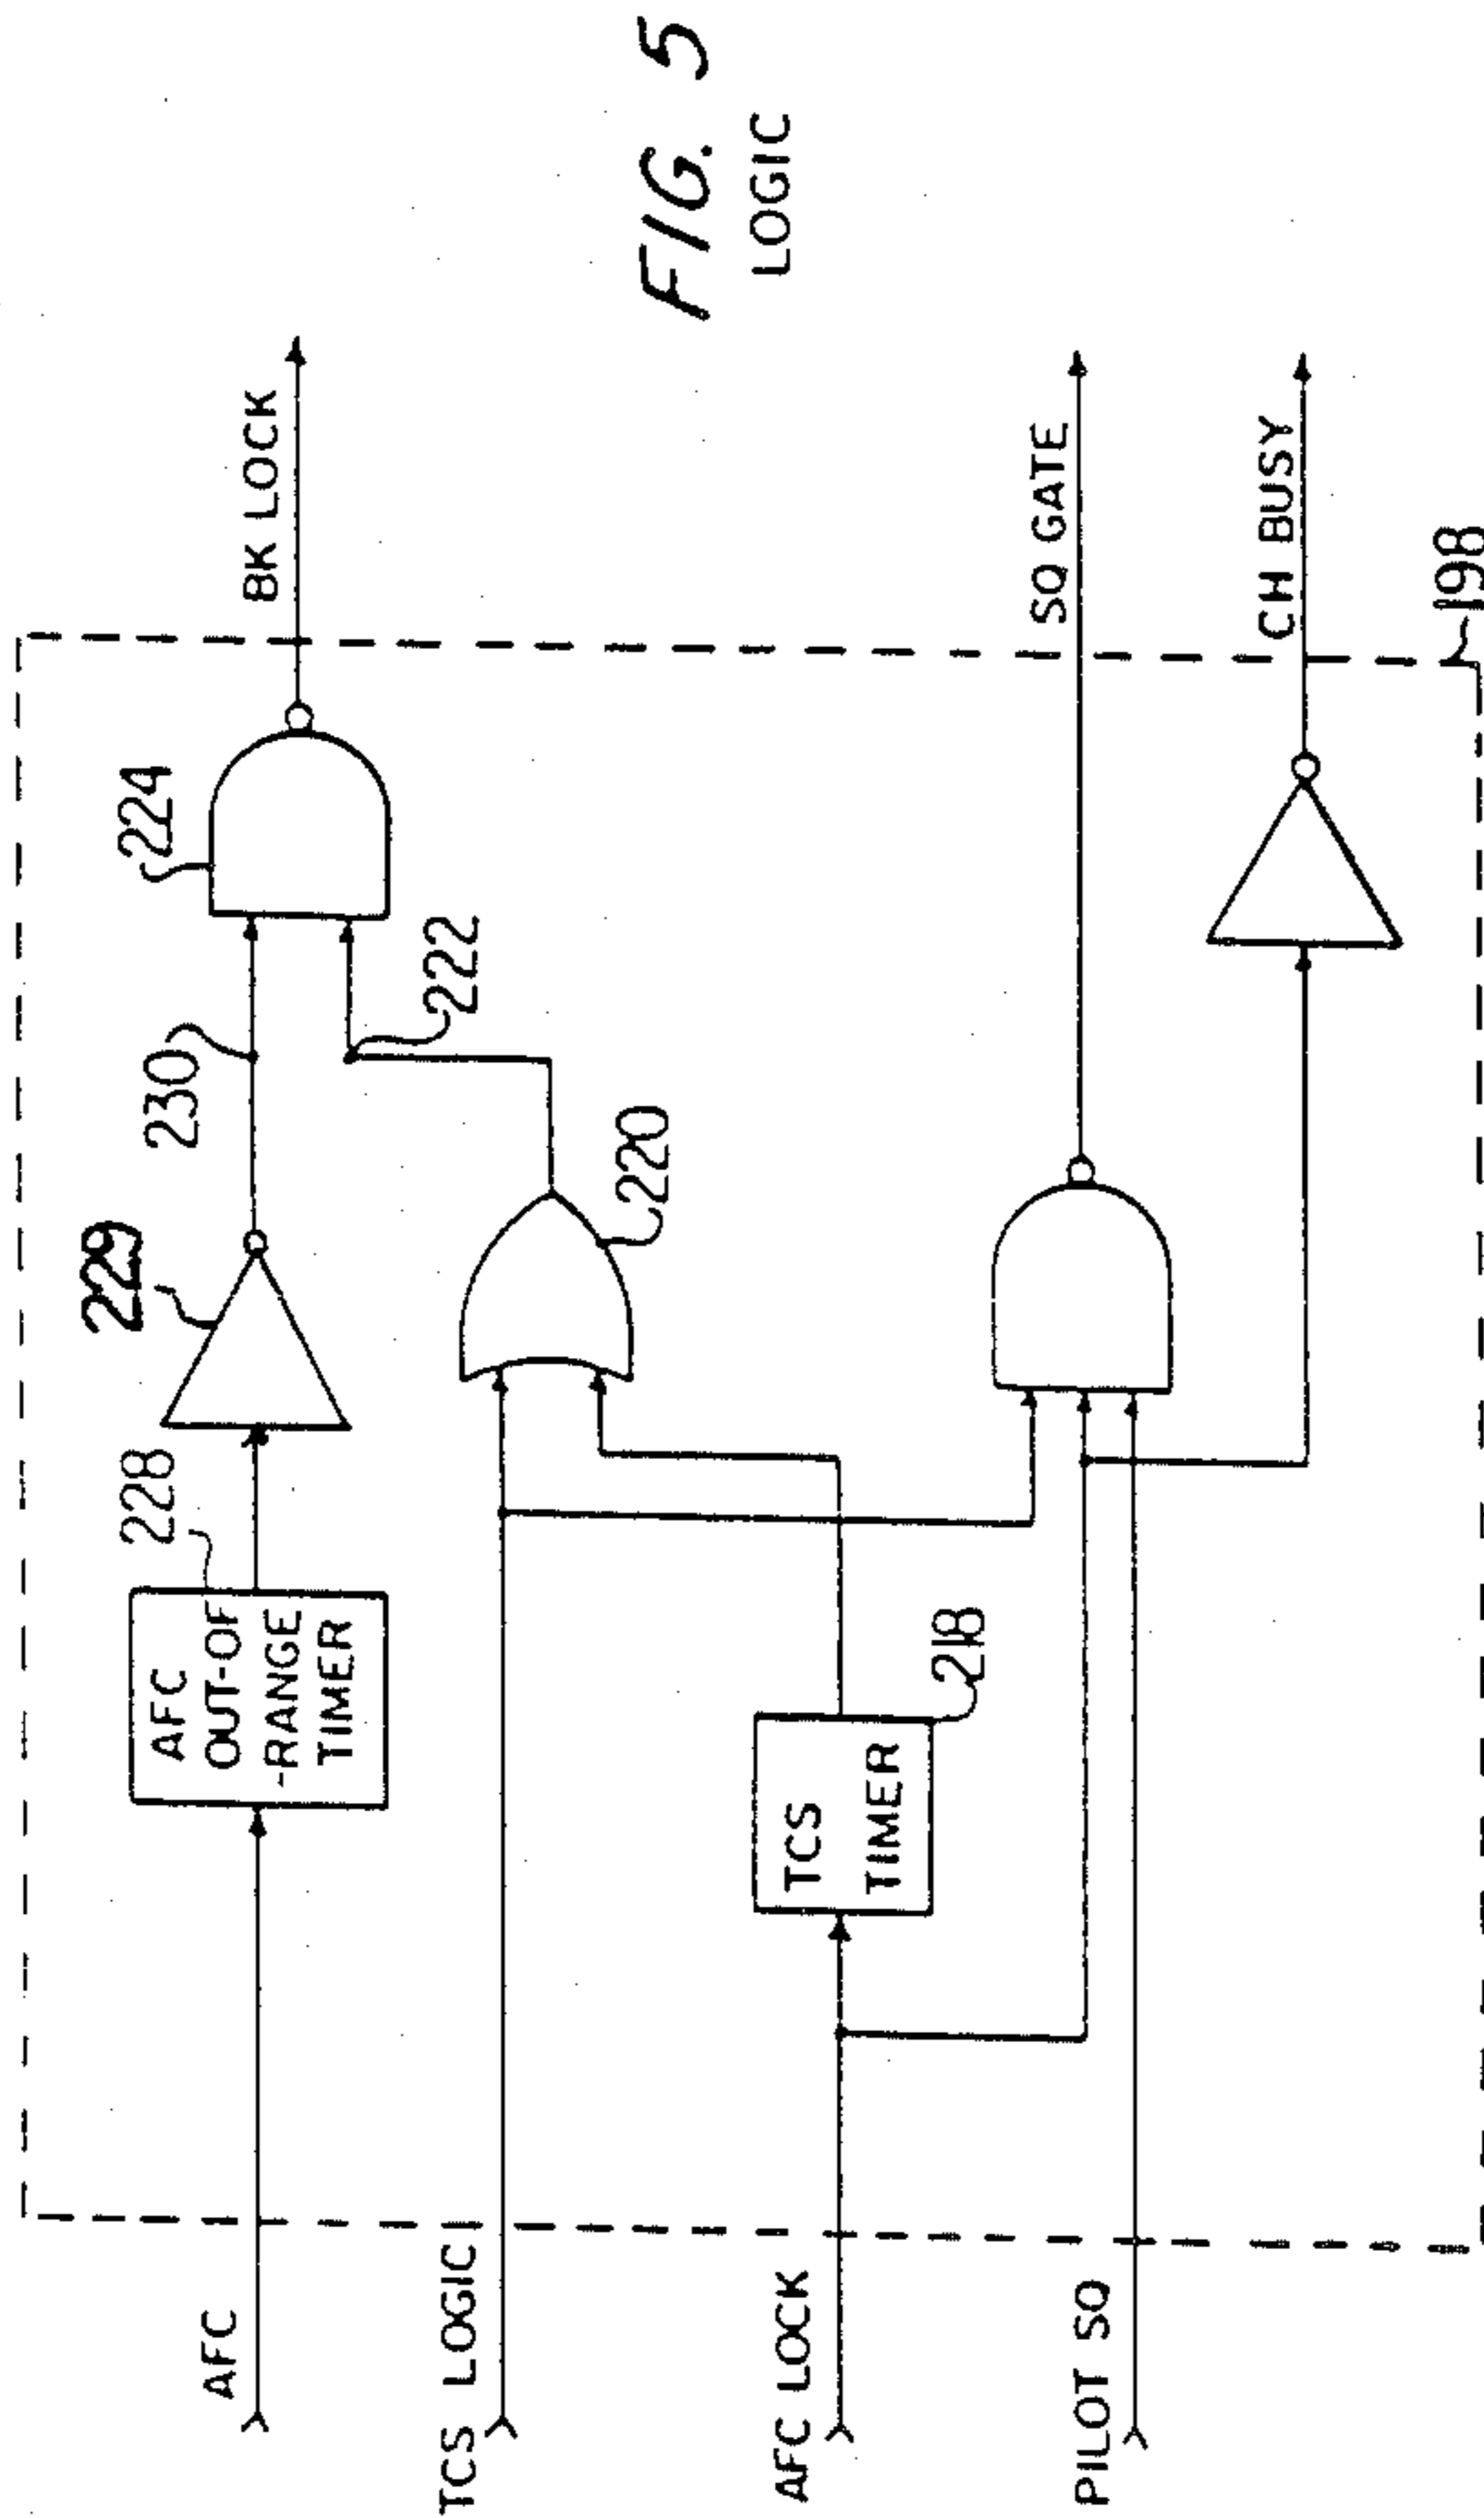 AFC
TCS LOGIC
AFC LOCK
PILOT SQ
AFC
OUT-OF
-RANGE
TIMER
228
229
230
224
BK LOCK
220
222
TCS
TIMER
218
SQ GATE
CH BUSY
198
FIG. 5
LOGIC